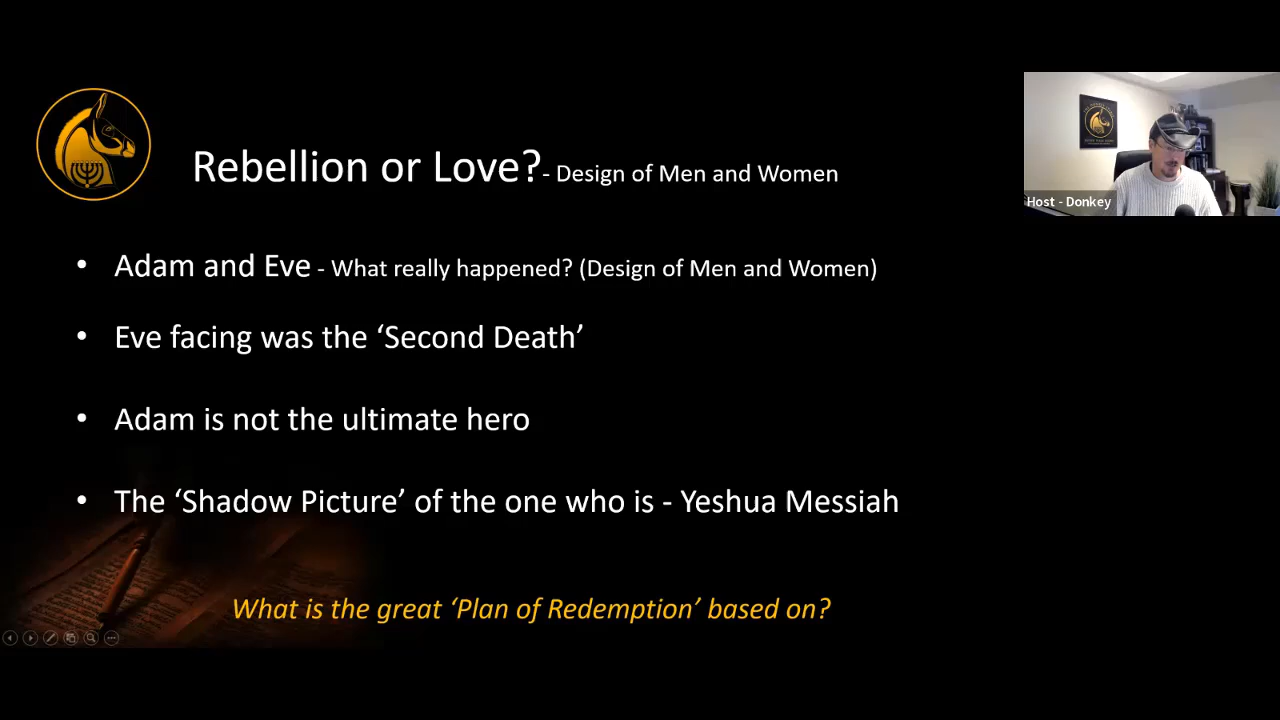 Rebellion or Love?- Design of Men and Women
Host - Donkey
• Adam and Eve - What really happened? (Design of Men and Women)
• Eve facing was the ‘Second Death’
• Adam is not the ultimate hero
• The ‘Shadow Picture’ of the one who is - Yeshua Messiah
What is the great ‘Plan of Redemption’ based on?